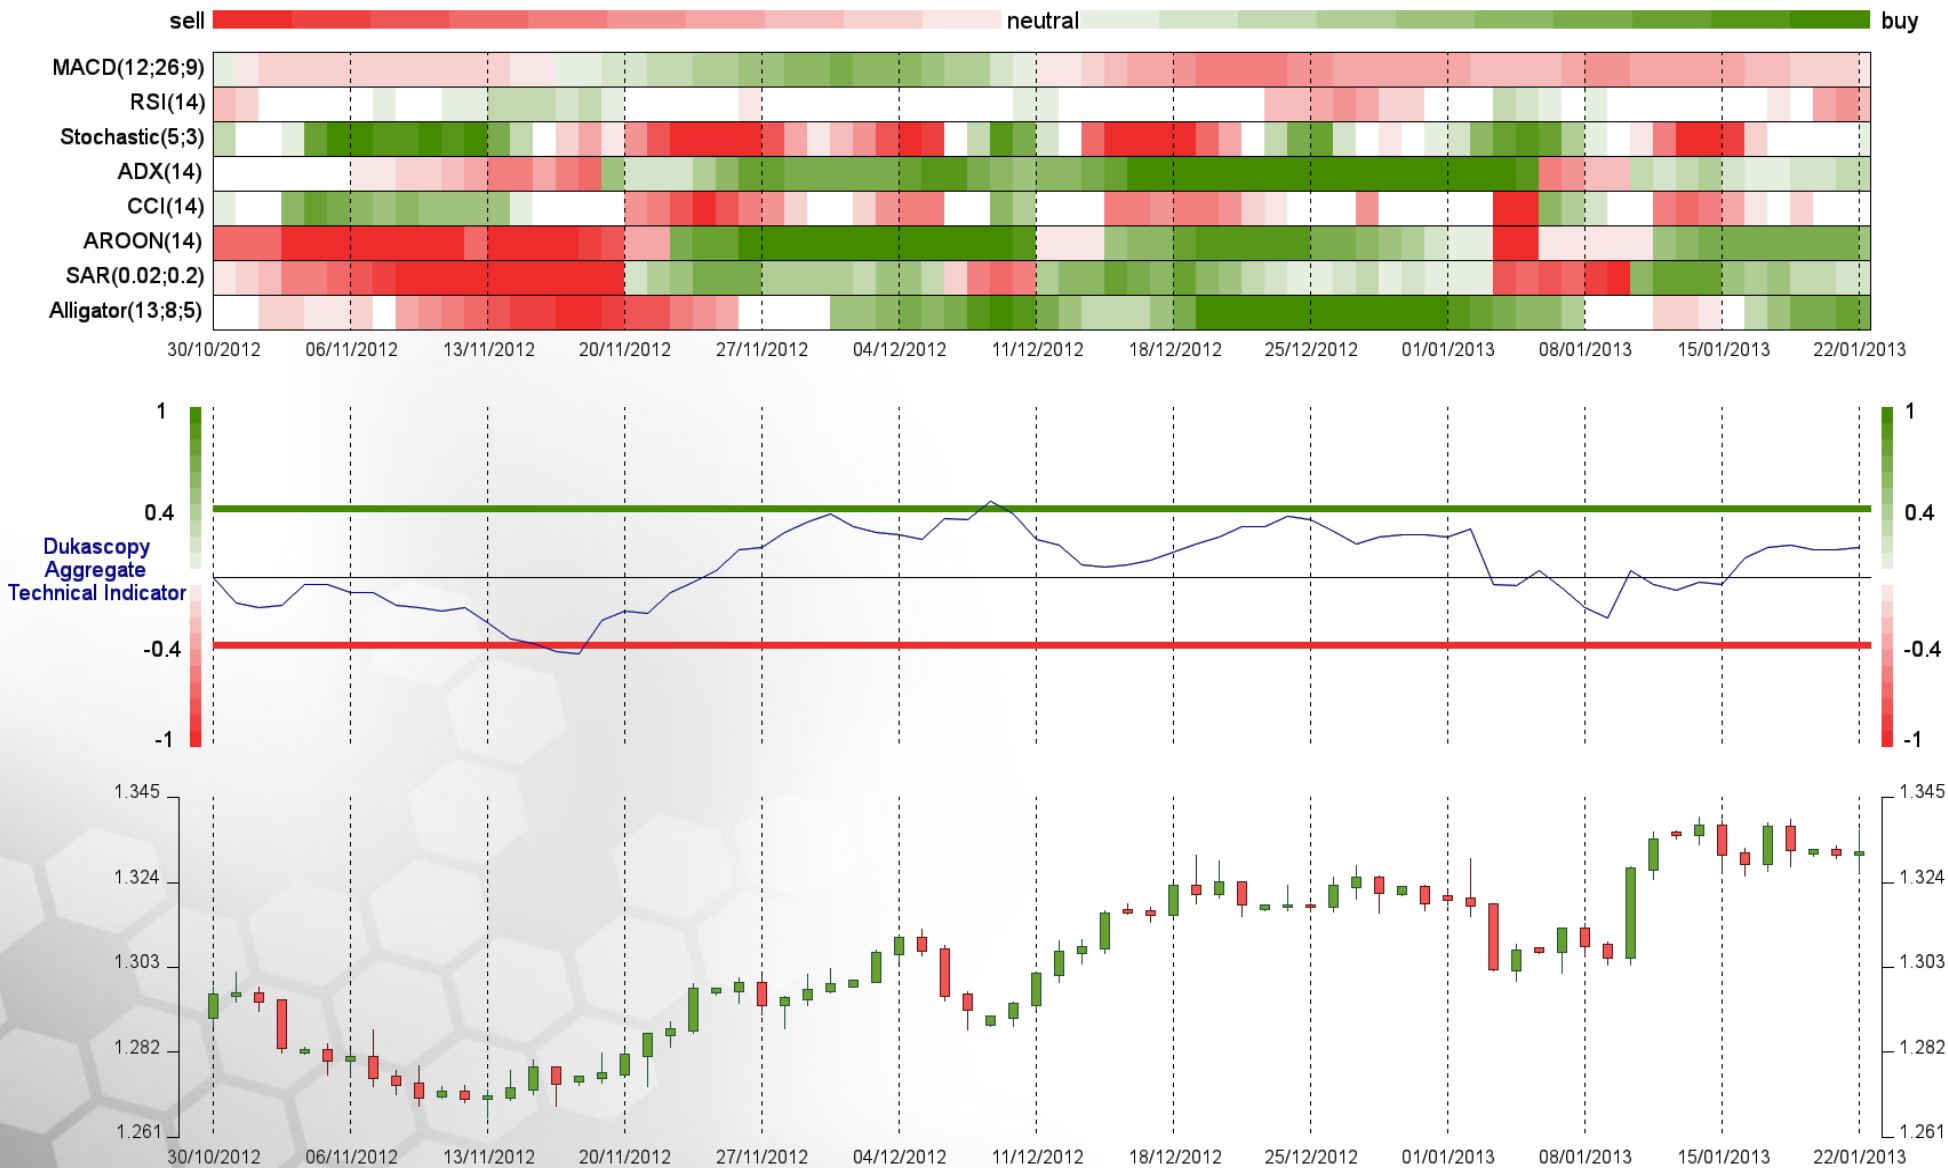 sell neutral buy
MACD(12;26;9)
RSI(14)
Stochastic(5;3)
ADX(14)
CCI(14)
AROON(14)
SAR(0.02;0.2)
Alligator(13;8;5)
30/10/2012 06/11/2012 13/11/2012 20/11/2012 27/11/2012 04/12/2012 11/12/2012 18/12/2012 25/12/2012 01/01/2013 08/01/2013 15/01/2013 22/01/2013
1 1
0.4 0.4
Dukascopy
Aggregate
Technical Indicator
-0.4 -0.4
-1 -1
1.345 1.345
1.324 1.324
1.303 1.303
1.282 1.282
1.261 1.261
30/10/2012 06/11/2012 13/11/2012 20/11/2012 27/11/2012 04/12/2012 11/12/2012 18/12/2012 25/12/2012 01/01/2013 08/01/2013 15/01/2013 22/01/2013